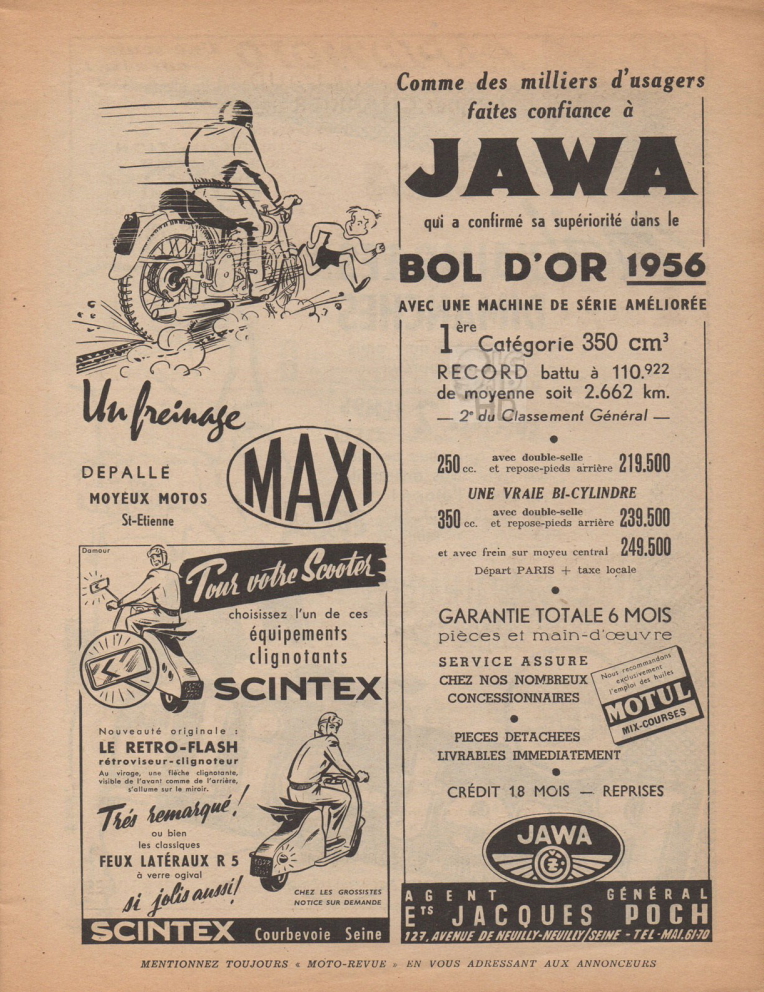 Un freinage
DEPALLE
MOYEUX MOTOS
St-Etienne
MAXI
Damour
Pour votre Scooter
choisissez l'un de ces
équipements
clignotants
SCINTEX
Nouveauté originale :
LE RETRO-FLASH
rétroviseur-clignoteur
Au virage, une flèche clignotante,
visible de l'avant comme de l'arrière,
s'allume sur le miroir.
Trés remarqué!
ou bien
les classiques
FEUX LATÉRAUX R 5
à verre ogival
si jolis aussi!
CHEZ LES GROSSISTES
NOTICE SUR DEMANDE
SCINTEX Courbevoie Seine
Comme des milliers d'usagers
faites confiance à
JAWA
qui a confirmé sa supériorité dans le
BOL D'OR 1956
AVEC UNE MACHINE DE SÉRIE AMÉLIORÉE
1ère Catégorie 350 cm³
RECORD battu à 110.922
de moyenne soit 2.662 km.
— 2e du Classement Général —
250 cc. avec double-selle et repose-pieds arrière 219.500
UNE VRAIE BI-CYLINDRE
350 cc. avec double-selle et repose-pieds arrière 239.500
et avec frein sur moyeu central 249.500
Départ PARIS + taxe locale
GARANTIE TOTALE 6 MOIS
pièces et main-d'œuvre
SERVICE ASSURE
CHEZ NOS NOMBREUX
CONCESSIONNAIRES
Nous recommandons
exclusivement
l'emploi des huiles
MOTUL
MIX-COURSES
PIECES DETACHEES
LIVRABLES IMMEDIATEMENT
CRÉDIT 18 MOIS — REPRISES
JAWA
AGENT GÉNÉRAL
Ets JACQUES POCH
127, AVENUE DE NEUILLY-NEUILLY/SEINE - TEL-MAI.61-70
MENTIONNEZ TOUJOURS « MOTO-REVUE » EN VOUS ADRESSANT AUX ANNONCEURS